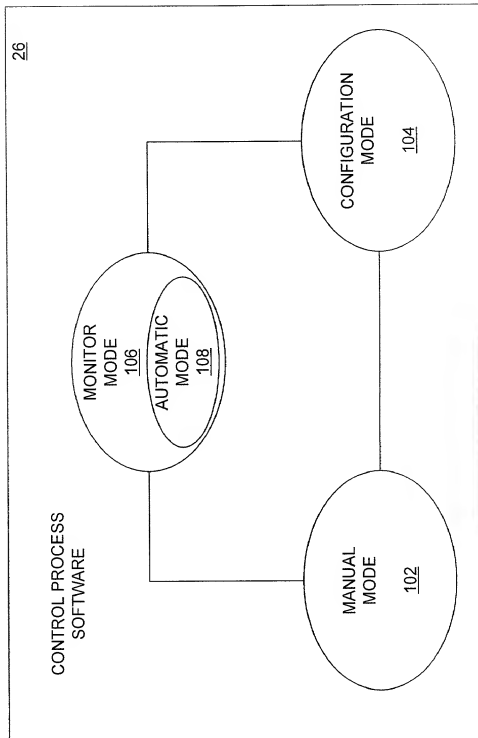 26
CONTROL PROCESS
SOFTWARE
MONITOR
MODE
106
AUTOMATIC
MODE
108
MANUAL
MODE
102
CONFIGURATION
MODE
104